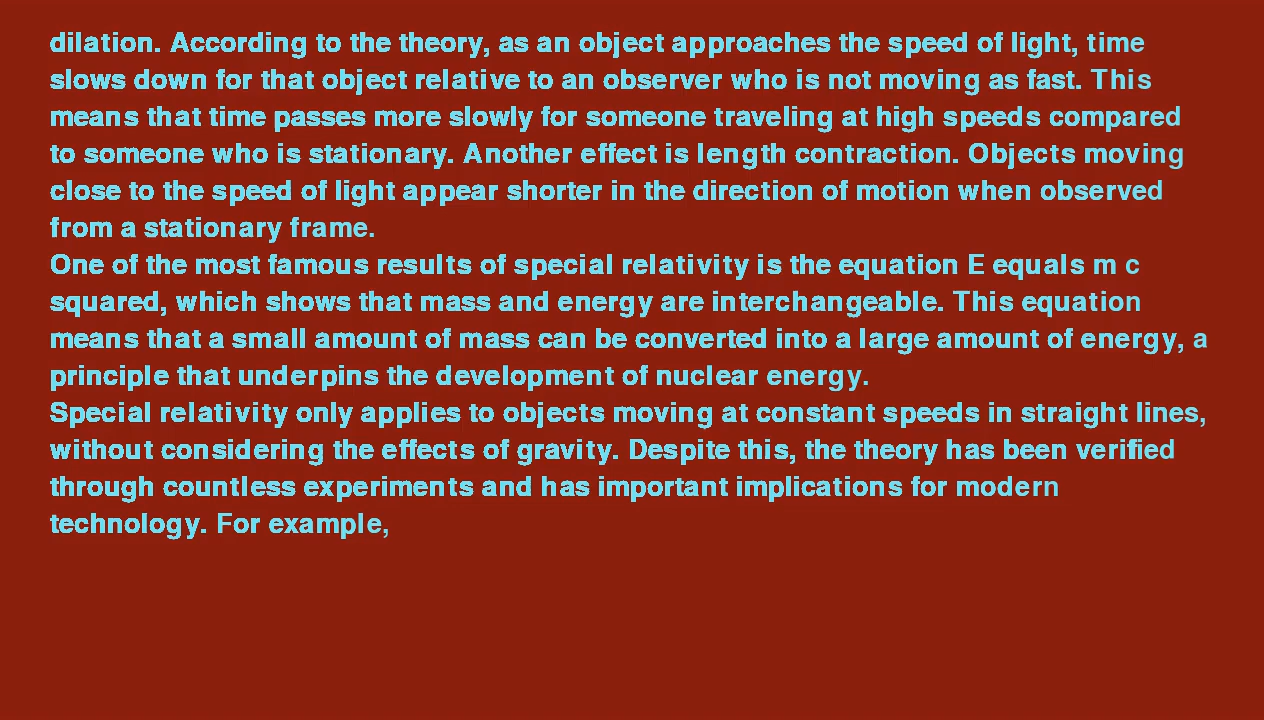 dilation. According to the theory, as an object approaches the speed of light, time
slows down for that object relative to an observer who is not moving as fast. This
means that time passes more slowly for someone traveling at high speeds compared
to someone who is stationary. Another effect is length contraction. Objects moving
close to the speed of light appear shorter in the direction of motion when observed
from a stationary frame.
One of the most famous results of special relativity is the equation E equals m c
squared, which shows that mass and energy are interchangeable. This equation
means that a small amount of mass can be converted into a large amount of energy, a
principle that underpins the development of nuclear energy.
Special relativity only applies to objects moving at constant speeds in straight lines,
without considering the effects of gravity. Despite this, the theory has been verified
through countless experiments and has important implications for modern
technology. For example,